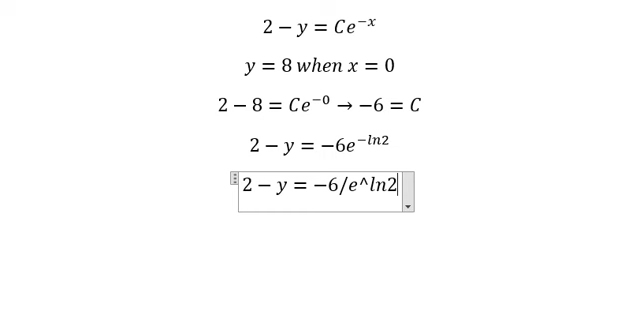 2 − y = Ce⁻ˣ
y = 8 when x = 0
2 − 8 = Ce⁻⁰ → −6 = C
2 − y = −6e⁻ˡⁿ²
2 − y = −6/e^ln2